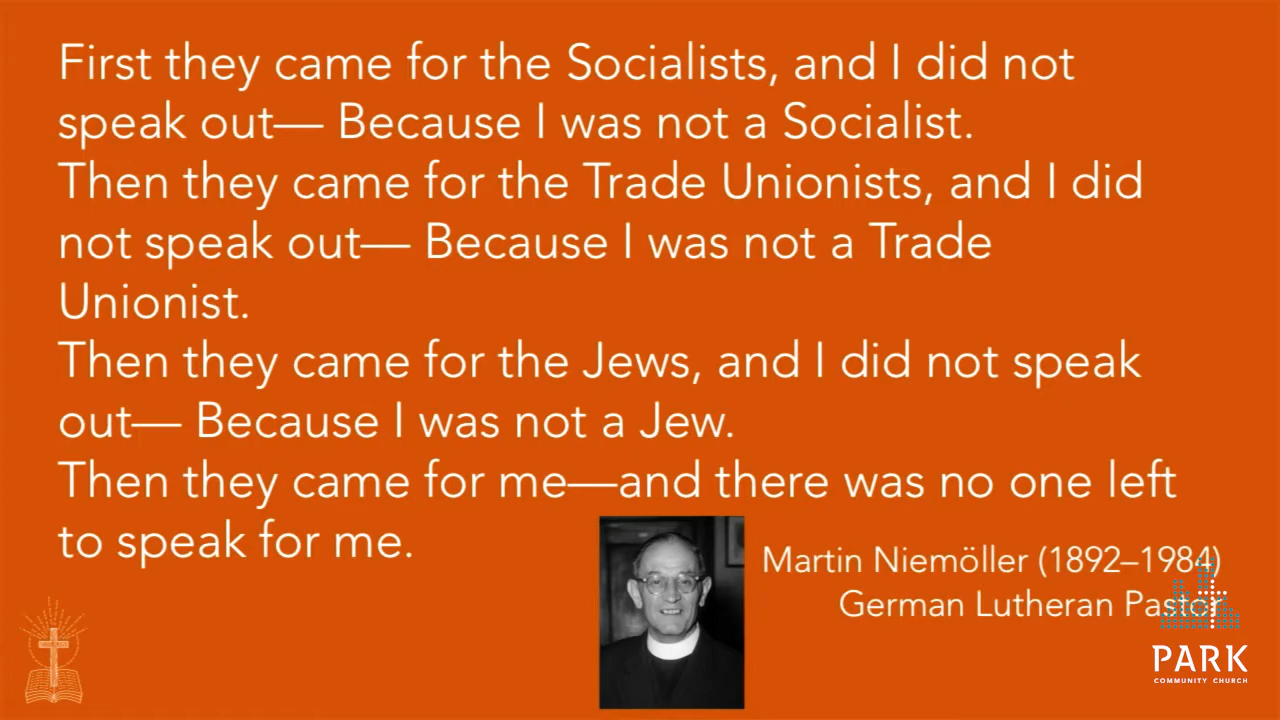 First they came for the Socialists, and I did not
speak out— Because I was not a Socialist.
Then they came for the Trade Unionists, and I did
not speak out— Because I was not a Trade
Unionist.
Then they came for the Jews, and I did not speak
out— Because I was not a Jew.
Then they came for me—and there was no one left
to speak for me.
Martin Niemöller (1892–1984)
German Lutheran Pastor
PARK
COMMUNITY CHURCH